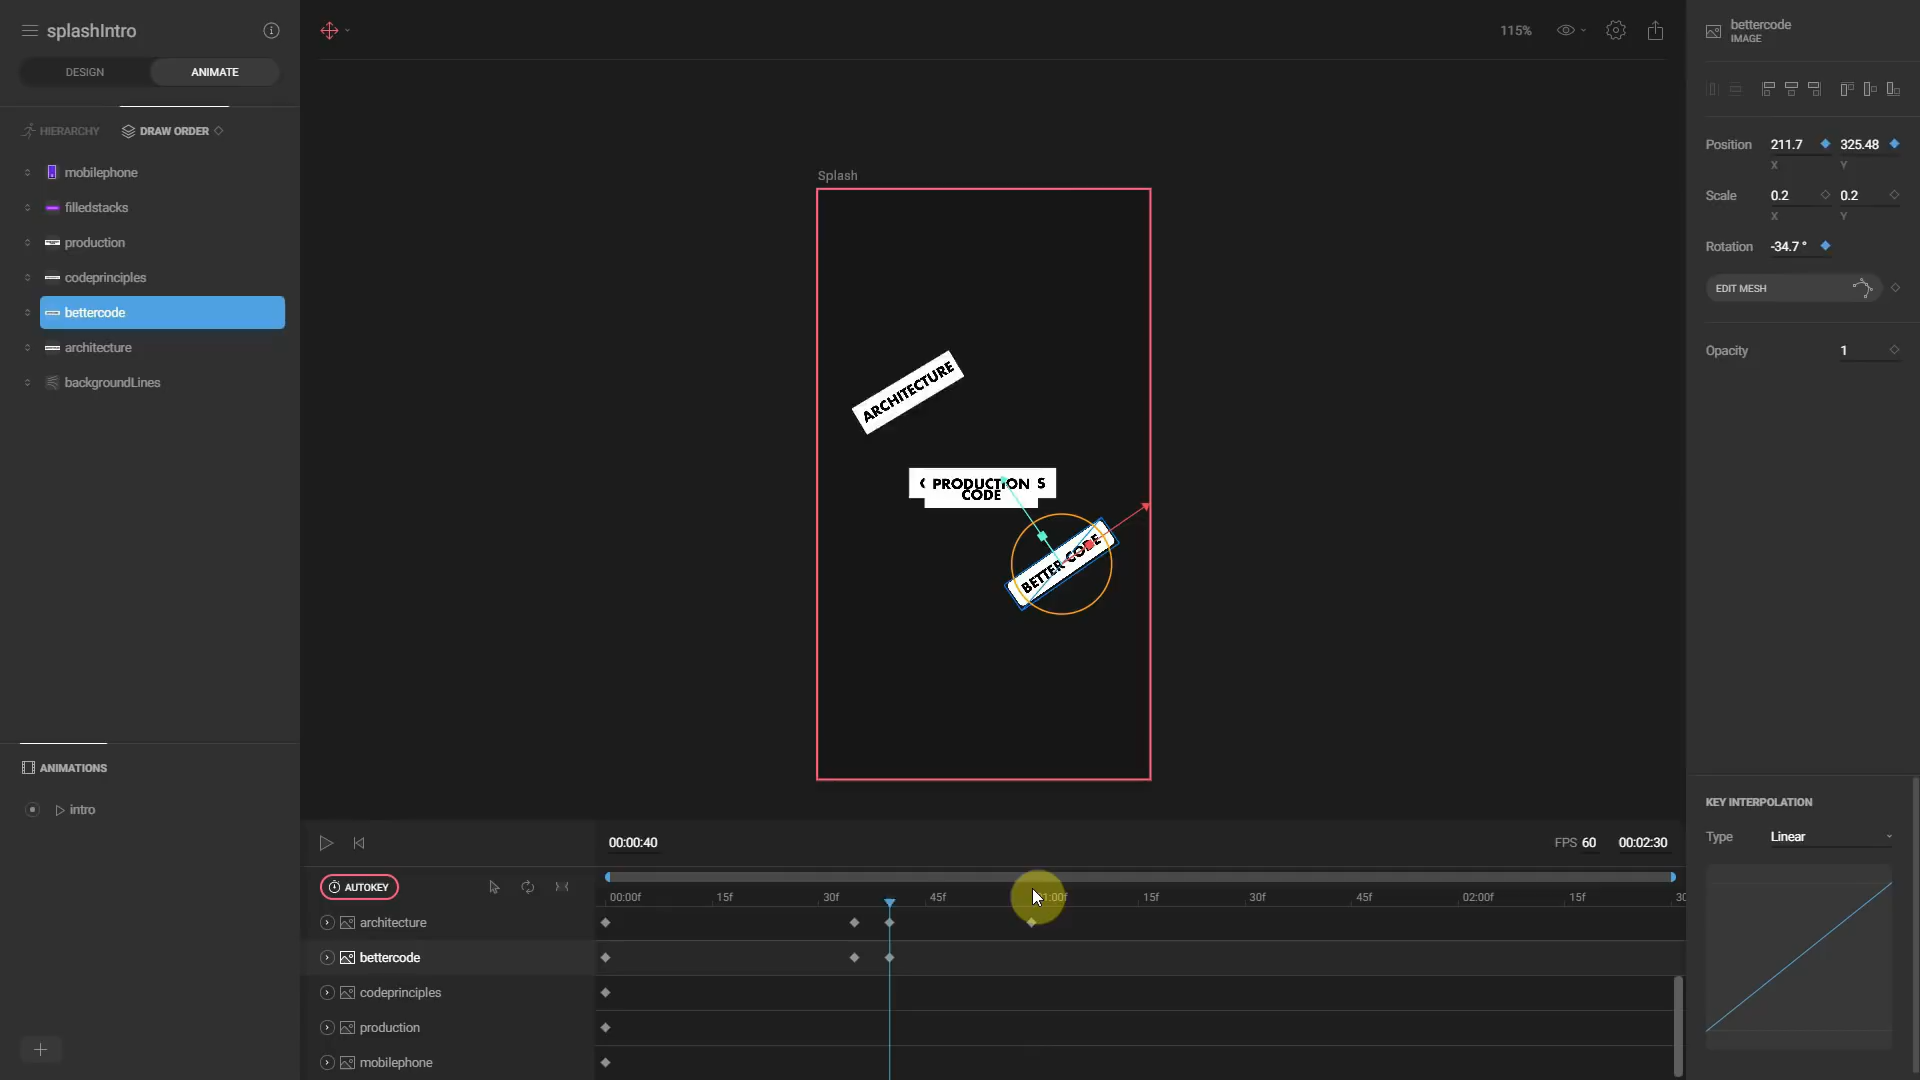 splashIntro
DESIGN ANIMATE
HIERARCHY DRAW ORDER
mobilephone
filledstacks
production
codeprinciples
bettercode
architecture
backgroundLines
ANIMATIONS
intro
115%
Splash
ARCHITECTURE
PRODUCTION S
CODE
BETTER CODE
bettercode
IMAGE
Position 211.7 325.48
X Y
Scale 0.2 0.2
X Y
Rotation -34.7 °
EDIT MESH
Opacity 1
KEY INTERPOLATION
Type Linear
00:00:40 FPS 60 00:02:30
AUTOKEY
00:00f 15f 30f 45f 1:00f 15f 30f 45f 02:00f 15f 30
architecture
bettercode
codeprinciples
production
mobilephone